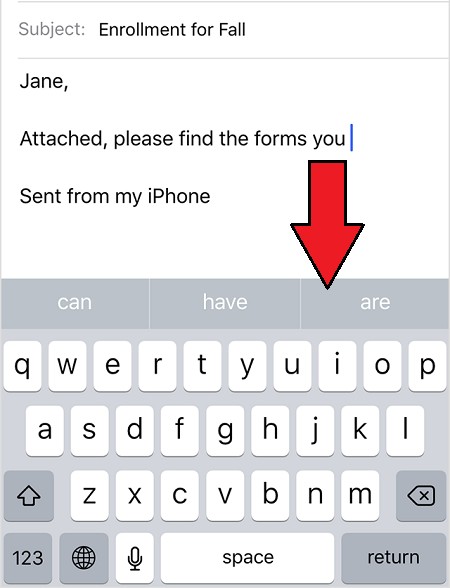 Subject: Enrollment for Fall
Jane,
Attached, please find the forms you
Sent from my iPhone
can have are
q w e r t y u i o p
a s d f g h j k l
z x c v b n m
123 space return